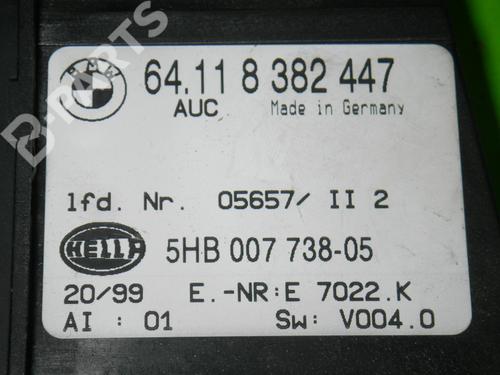 BMW
64.11 8 382 447
AUC Made in Germany
lfd. Nr. 05657/ II 2
HELLA 5HB 007 738-05
20/99 E.-NR:E 7022.K
AI : 01 Sw: V004.0
B-PARTS